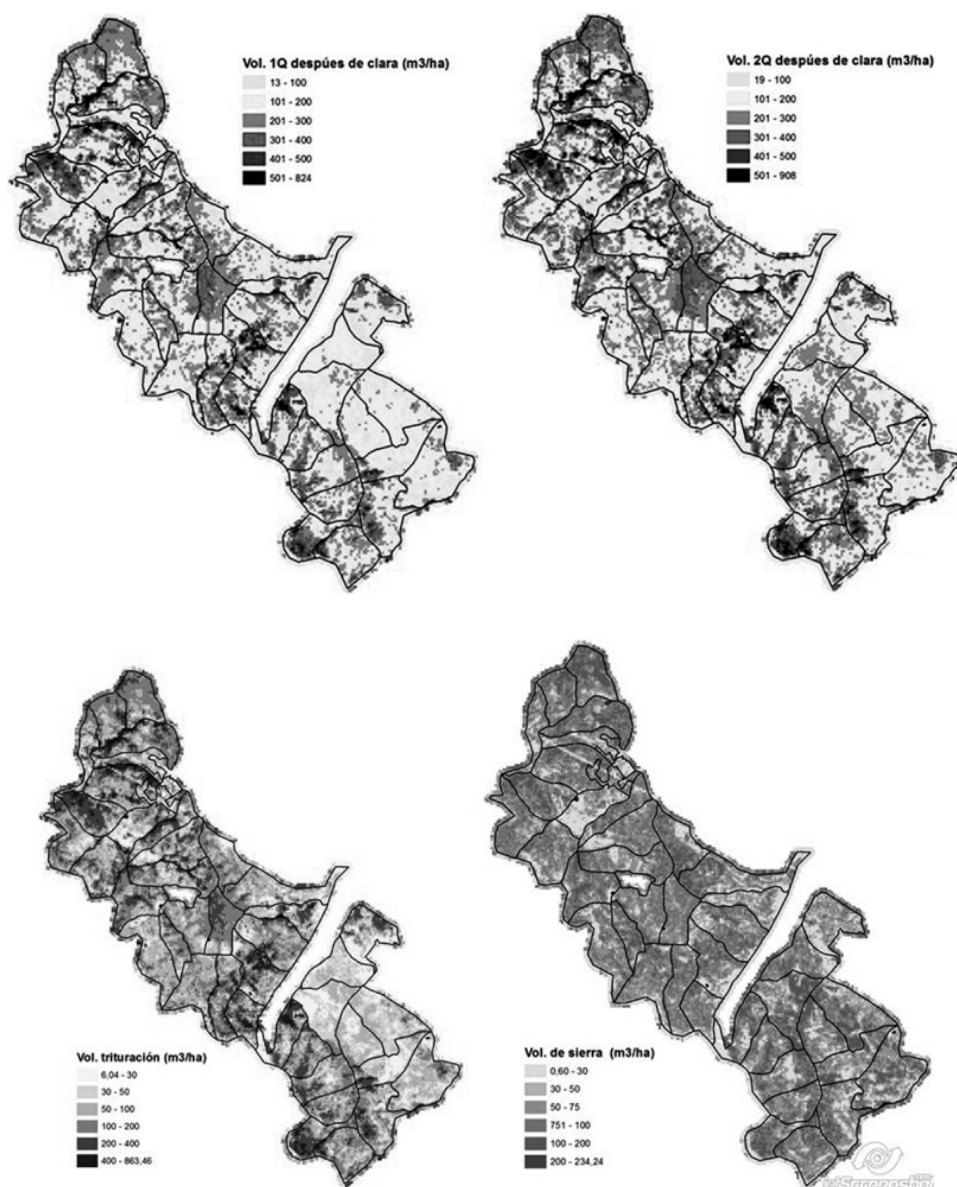 Vol. 1Q despúes de clara (m3/ha)
13 - 100
101 - 200
201 - 300
301 - 400
401 - 500
501 - 824
Vol. 2Q despúes de clara (m3/ha)
19 - 100
101 - 200
201 - 300
301 - 400
401 - 500
501 - 908
Vol. trituración (m3/ha)
6,04 - 30
30 - 50
50 - 100
100 - 200
200 - 400
400 - 863,46
Vol. de sierra (m3/ha)
0,60 - 30
30 - 50
50 - 75
751 - 100
100 - 200
200 - 234,24